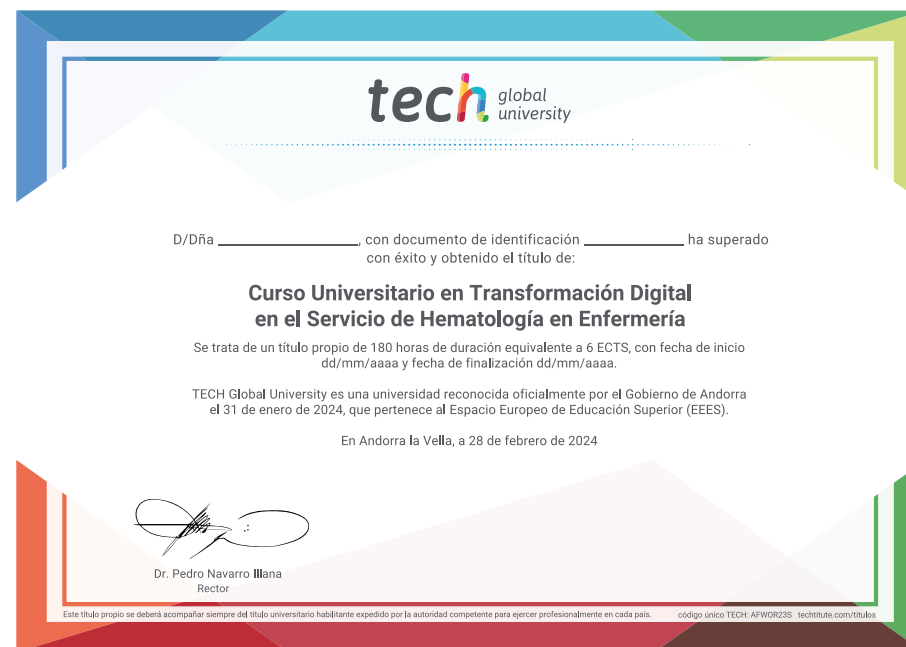 tech global university
D/Dña ____________________, con documento de identificación ______________ ha superado
con éxito y obtenido el título de:
Curso Universitario en Transformación Digital
en el Servicio de Hematología en Enfermería
Se trata de un título propio de 180 horas de duración equivalente a 6 ECTS, con fecha de inicio
dd/mm/aaaa y fecha de finalización dd/mm/aaaa.
TECH Global University es una universidad reconocida oficialmente por el Gobierno de Andorra
el 31 de enero de 2024, que pertenece al Espacio Europeo de Educación Superior (EEES).
En Andorra la Vella, a 28 de febrero de 2024
Dr. Pedro Navarro Illana
Rector
Este título propio se deberá acompañar siempre del título universitario habilitante expedido por la autoridad competente para ejercer profesionalmente en cada país. código único TECH: AFWOR23S techtitute.com/titulos